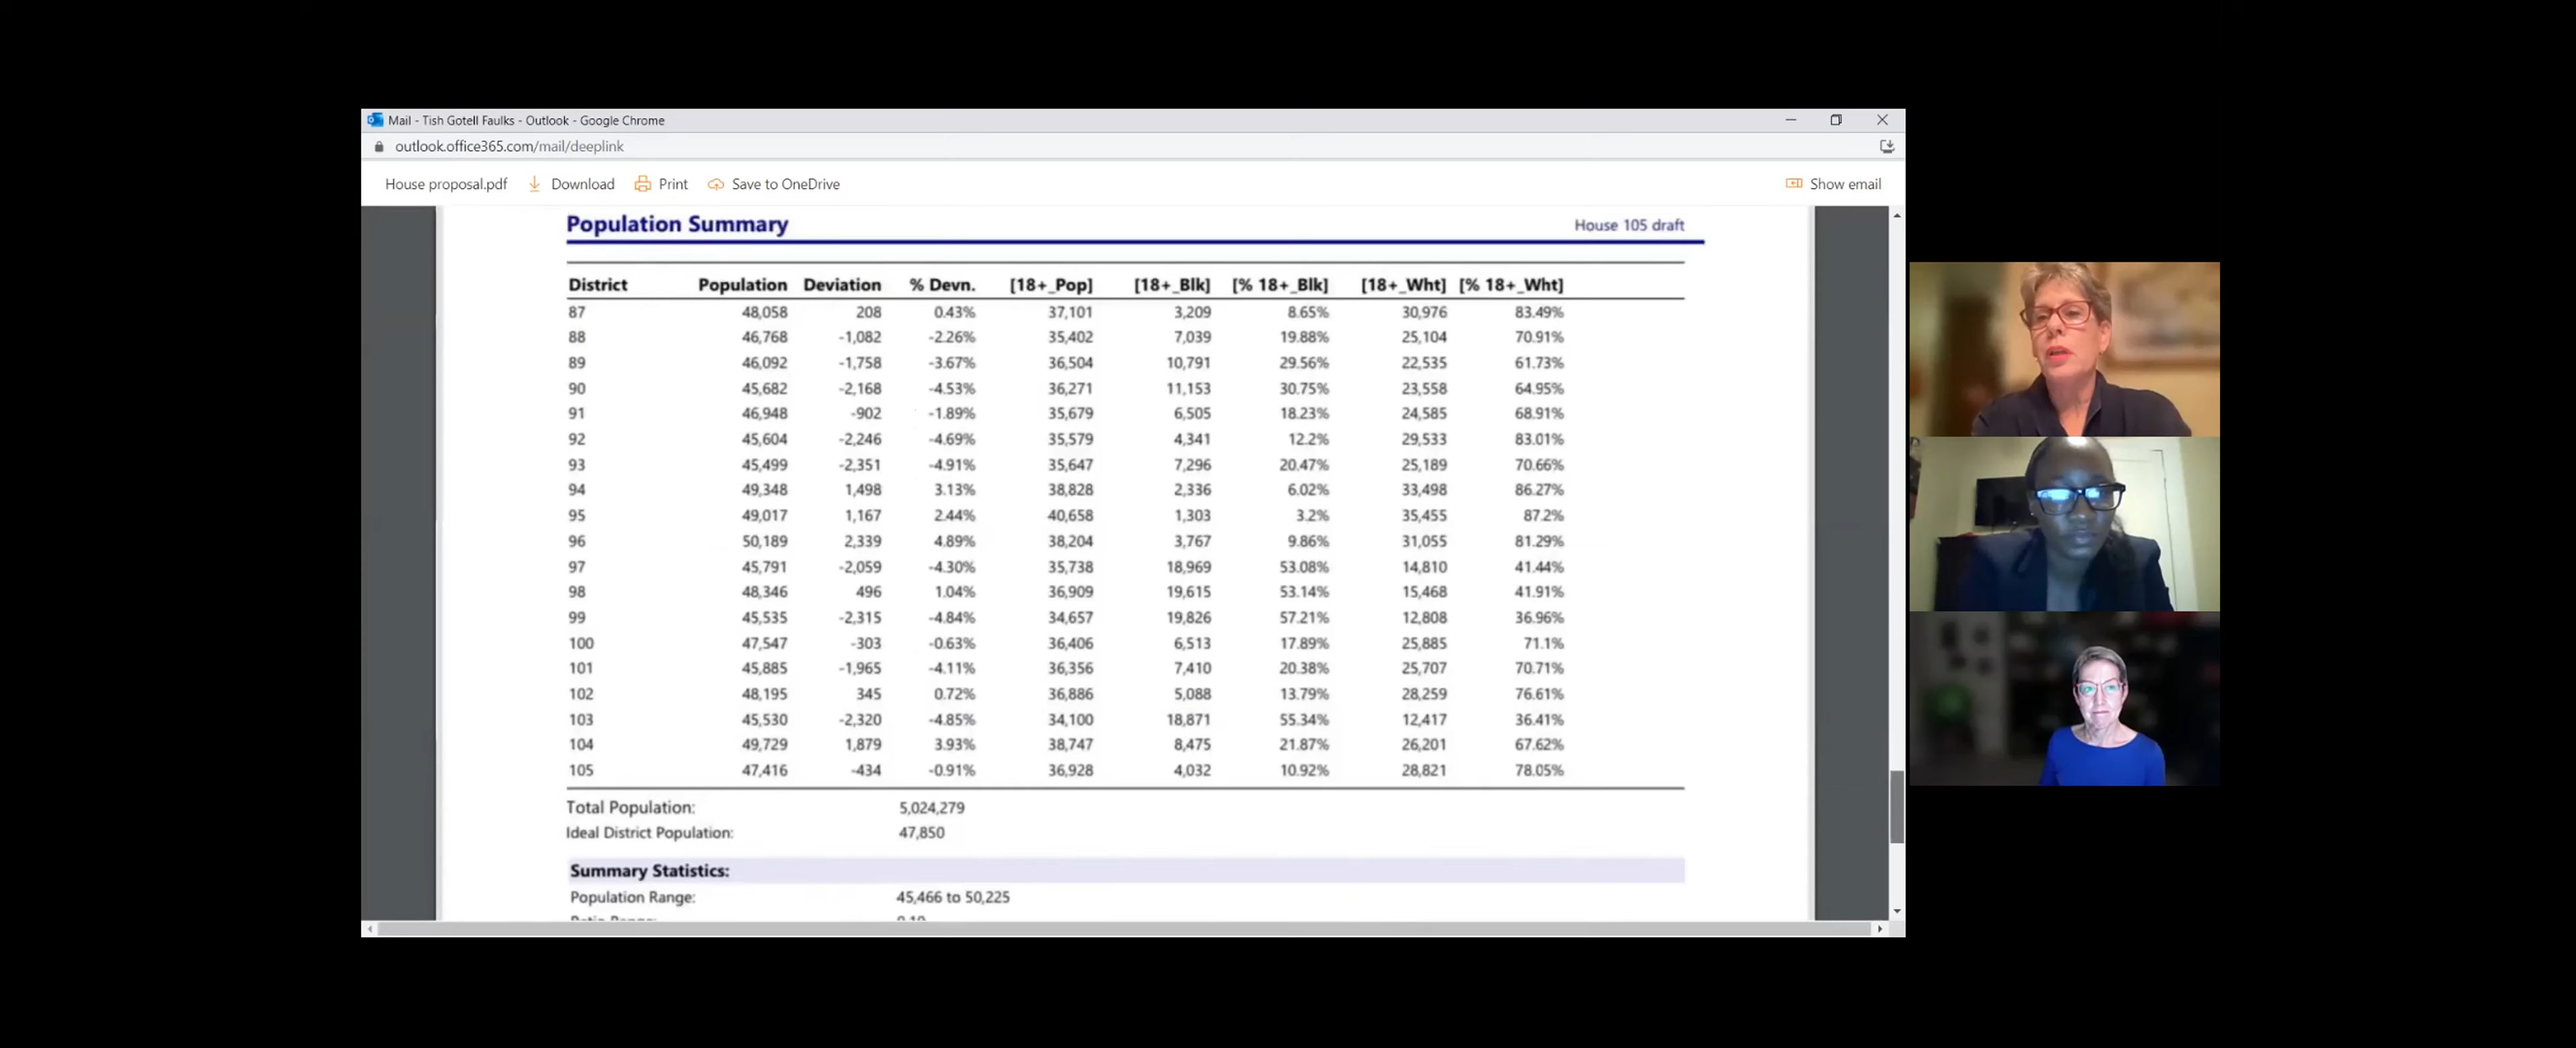 Mail - Tish Gotell Faulks - Outlook - Google Chrome
outlook.office365.com/mail/deeplink
House proposal.pdf Download Print Save to OneDrive Show email
Population Summary House 105 draft
District Population Deviation % Devn. [18+_Pop] [18+_Blk] [% 18+_Blk] [18+_Wht] [% 18+_Wht]
87 48,058 208 0.43% 37,101 3,209 8.65% 30,976 83.49%
88 46,768 -1,082 -2.26% 35,402 7,039 19.88% 25,104 70.91%
89 46,092 -1,758 -3.67% 36,504 10,791 29.56% 22,535 61.73%
90 45,682 -2,168 -4.53% 36,271 11,153 30.75% 23,558 64.95%
91 46,948 -902 -1.89% 35,679 6,505 18.23% 24,585 68.91%
92 45,604 -2,246 -4.69% 35,579 4,341 12.2% 29,533 83.01%
93 45,499 -2,351 -4.91% 35,647 7,296 20.47% 25,189 70.66%
94 49,348 1,498 3.13% 38,828 2,336 6.02% 33,498 86.27%
95 49,017 1,167 2.44% 40,658 1,303 3.2% 35,455 87.2%
96 50,189 2,339 4.89% 38,204 3,767 9.86% 31,055 81.29%
97 45,791 -2,059 -4.30% 35,738 18,969 53.08% 14,810 41.44%
98 48,346 496 1.04% 36,909 19,615 53.14% 15,468 41.91%
99 45,535 -2,315 -4.84% 34,657 19,826 57.21% 12,808 36.96%
100 47,547 -303 -0.63% 36,406 6,513 17.89% 25,885 71.1%
101 45,885 -1,965 -4.11% 36,356 7,410 20.38% 25,707 70.71%
102 48,195 345 0.72% 36,886 5,088 13.79% 28,259 76.61%
103 45,530 -2,320 -4.85% 34,100 18,871 55.34% 12,417 36.41%
104 49,729 1,879 3.93% 38,747 8,475 21.87% 26,201 67.62%
105 47,416 -434 -0.91% 36,928 4,032 10.92% 28,821 78.05%
Total Population: 5,024,279
Ideal District Population: 47,850
Summary Statistics:
Population Range: 45,466 to 50,225